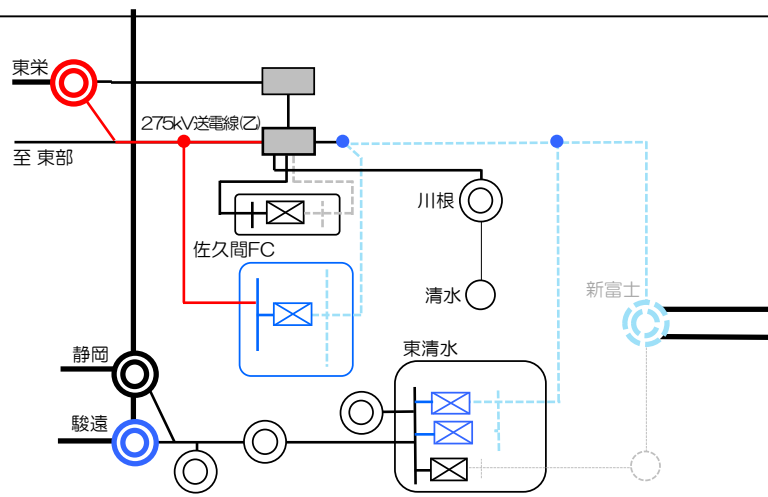 東栄
275kV送電線(乙)
至 東部
川根
佐久間FC
清水
新富士
静岡
東清水
駿遠